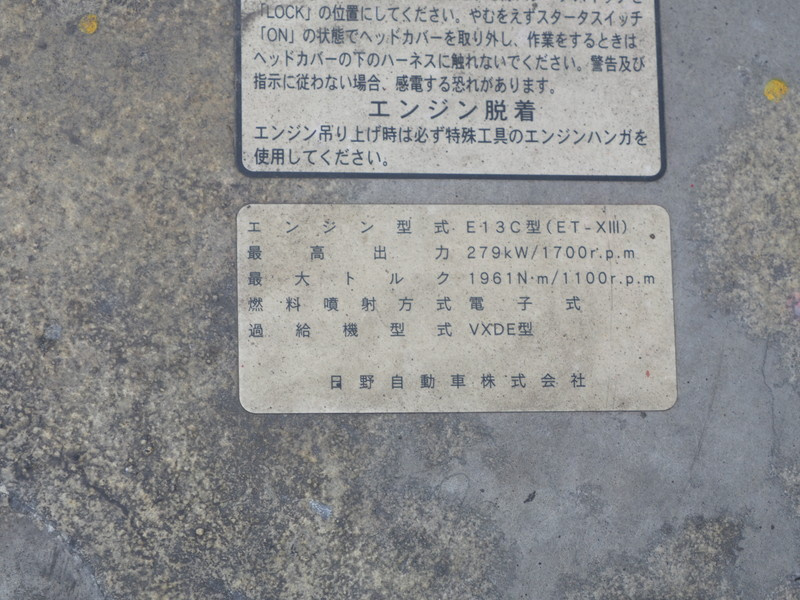 「LOCK」の位置にしてください。やむをえずスタータスイッチ
「ON」の状態でヘッドカバーを取り外し、作業をするときは
ヘッドカバーの下のハーネスに触れないでください。警告及び
指示に従わない場合、感電する恐れがあります。
エンジン脱着
エンジン吊り上げ時は必ず特殊工具のエンジンハンガを
使用してください。
エンジン型式 E13C型(ET-XIII)
最高出力 279kW/1700r.p.m
最大トルク 1961N·m/1100r.p.m
燃料噴射方式 電子式
過給機型式 VXDE型
日野自動車株式会社